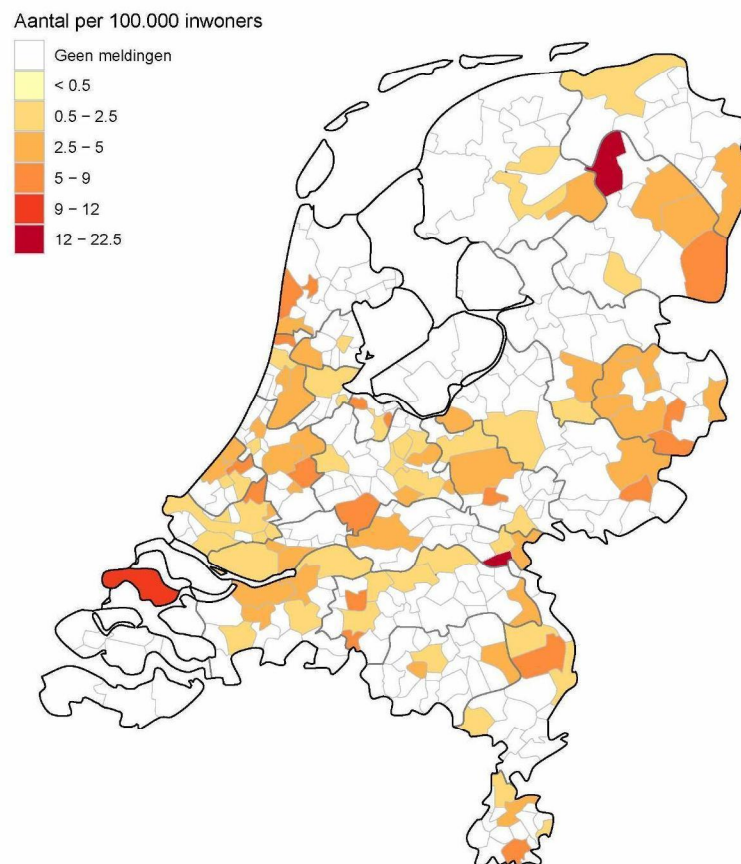 Aantal per 100.000 inwoners
Geen meldingen
< 0.5
0.5 – 2.5
2.5 – 5
5 – 9
9 – 12
12 – 22.5